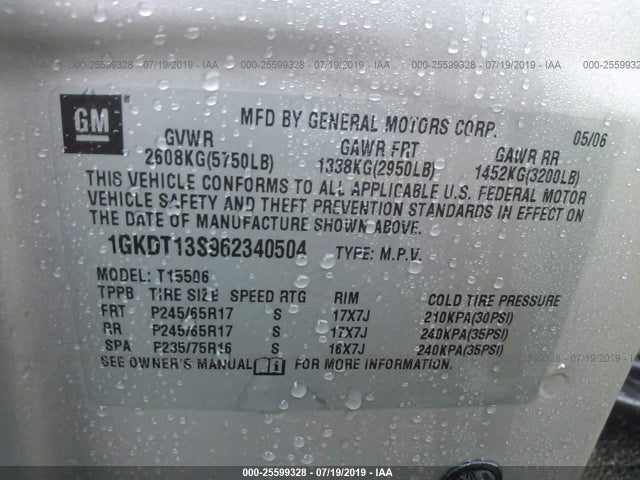 000-25599328 - 07/19/2019 - IAA
GM ®
MFD BY GENERAL MOTORS CORP. 05/06
GVWR GAWR FRT GAWR RR
2608KG(5750LB) 1338KG(2950LB) 1452KG(3200LB)
THIS VEHICLE CONFORMS TO ALL APPLICABLE U.S. FEDERAL MOTOR
VEHICLE SAFETY AND THEFT PREVENTION STANDARDS IN EFFECT ON
THE DATE OF MANUFACTURE SHOWN ABOVE.
1GKDT13S962340504 TYPE: M.P.V.
MODEL: T15506
TPPB TIRE SIZE SPEED RTG RIM COLD TIRE PRESSURE
FRT P245/65R17 S 17X7J 210KPA(30PSI)
RR P245/65R17 S 17X7J 240KPA(35PSI)
SPA P235/75R16 S 16X7J 240KPA(35PSI)
SEE OWNER'S MANUAL FOR MORE INFORMATION.
000-25599328 - 07/19/2019 - IAA